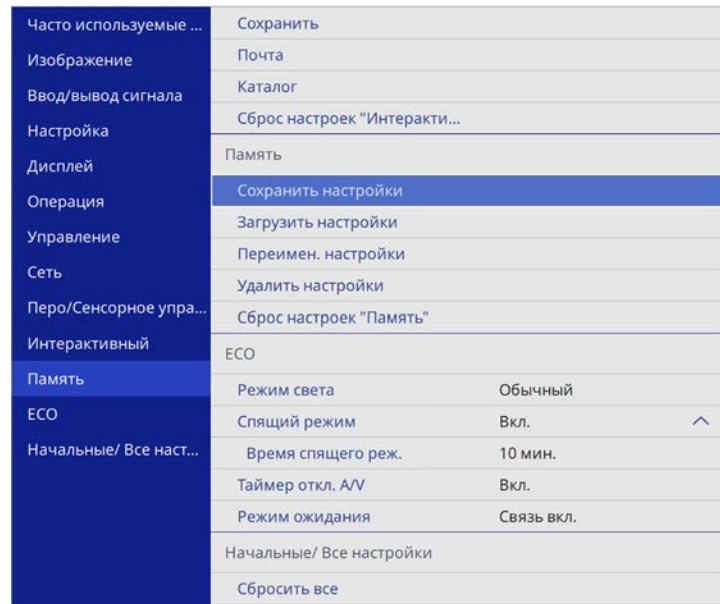 Часто используемые ...
Изображение
Ввод/вывод сигнала
Настройка
Дисплей
Операция
Управление
Сеть
Перо/Сенсорное упра...
Интерактивный
Память
ECO
Начальные/ Все наст...
Сохранить
Почта
Каталог
Сброс настроек "Интеракти...
Память
Сохранить настройки
Загрузить настройки
Переимен. настройки
Удалить настройки
Сброс настроек "Память"
ECO
Режим света Обычный
Спящий режим Вкл.
Время спящего реж. 10 мин.
Таймер откл. A/V Вкл.
Режим ожидания Связь вкл.
Начальные/ Все настройки
Сбросить все